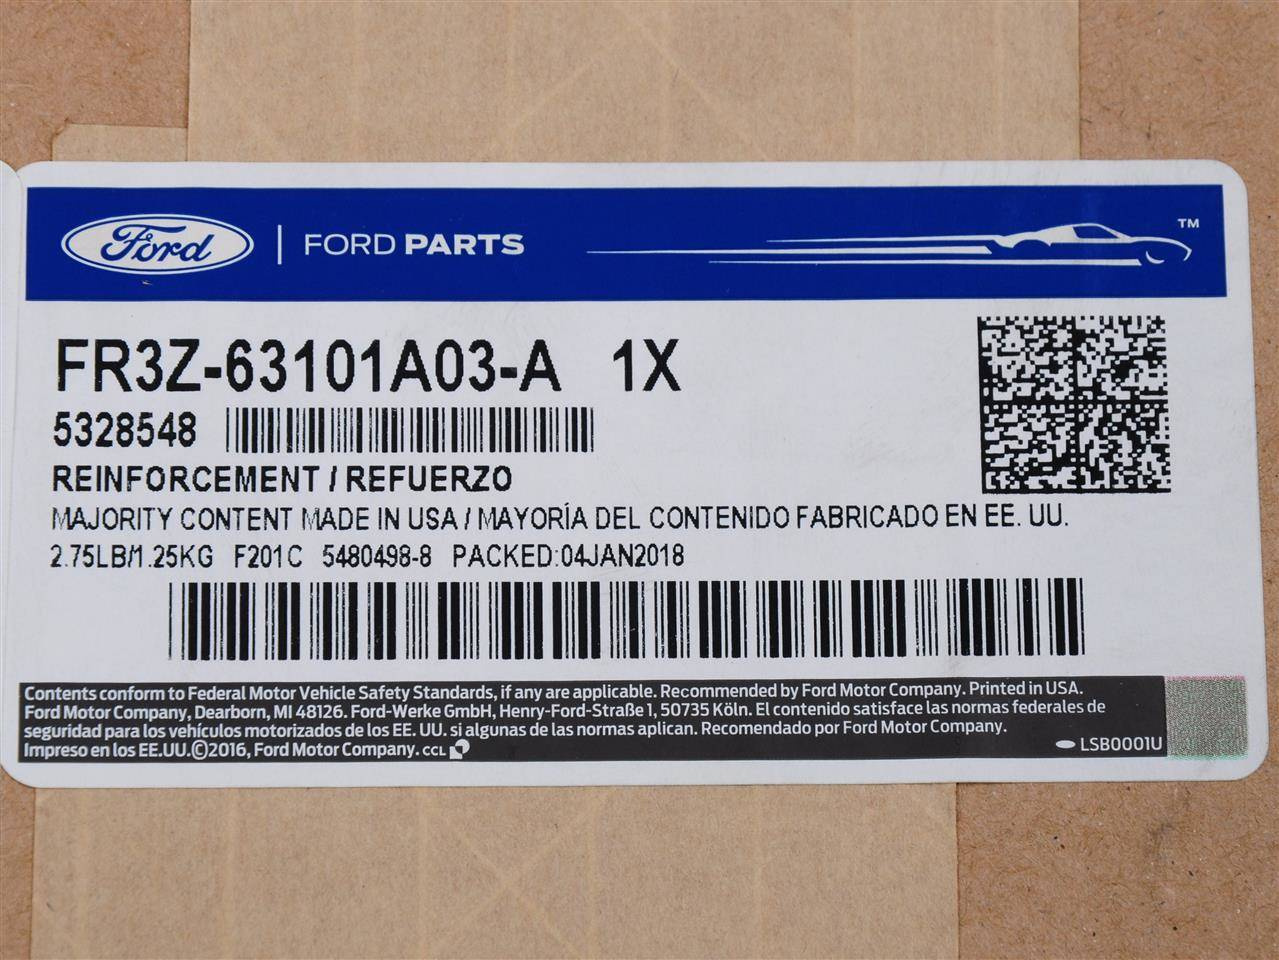 Ford | FORD PARTS ™
FR3Z-63101A03-A 1X
5328548
REINFORCEMENT / REFUERZO
MAJORITY CONTENT MADE IN USA / MAYORÍA DEL CONTENIDO FABRICADO EN EE. UU.
2.75LB/1.25KG F201C 5480498-8 PACKED:04JAN2018
Contents conform to Federal Motor Vehicle Safety Standards, if any are applicable. Recommended by Ford Motor Company. Printed in USA.
Ford Motor Company, Dearborn, MI 48126. Ford-Werke GmbH, Henry-Ford-Straße 1, 50735 Köln. El contenido satisface las normas federales de
seguridad para los vehículos motorizados de los EE. UU. si algunas de las normas aplican. Recomendado por Ford Motor Company.
Impreso en los EE.UU.©2016, Ford Motor Company. CCL
LSB0001U